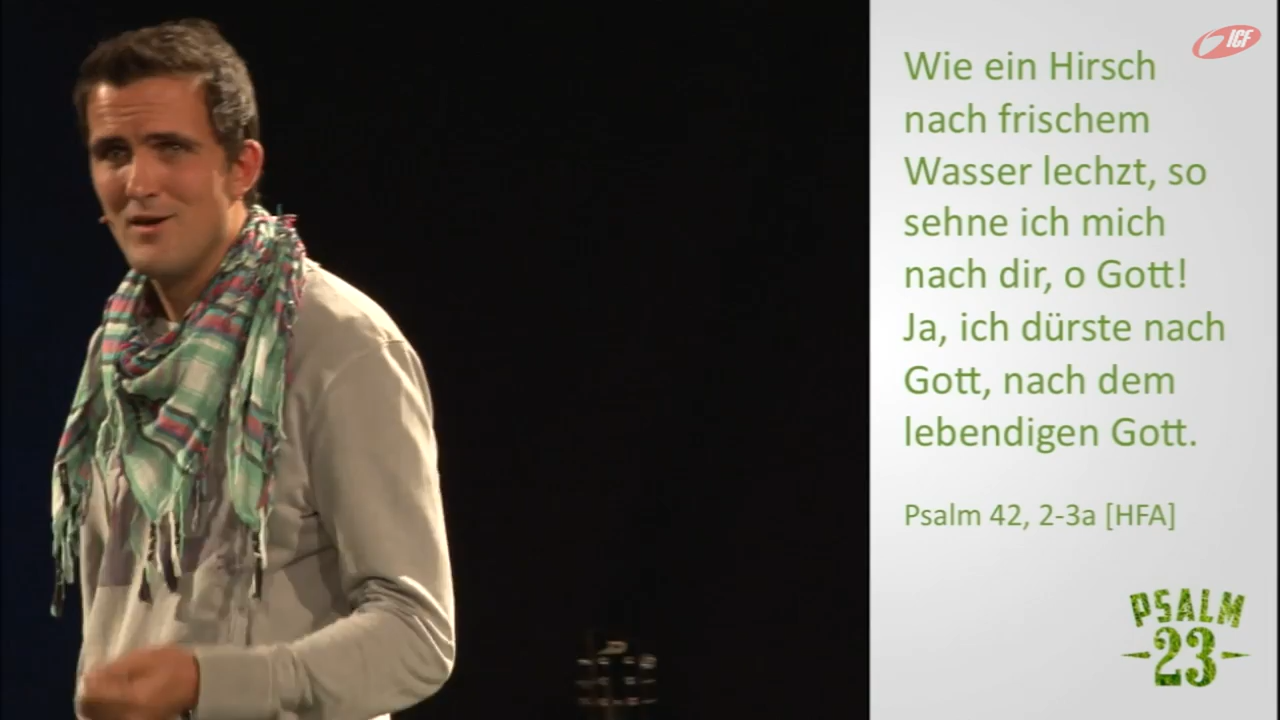 ICF
Wie ein Hirsch
nach frischem
Wasser lechzt, so
sehne ich mich
nach dir, o Gott!
Ja, ich dürste nach
Gott, nach dem
lebendigen Gott.
Psalm 42, 2-3a [HFA]
PSALM
23